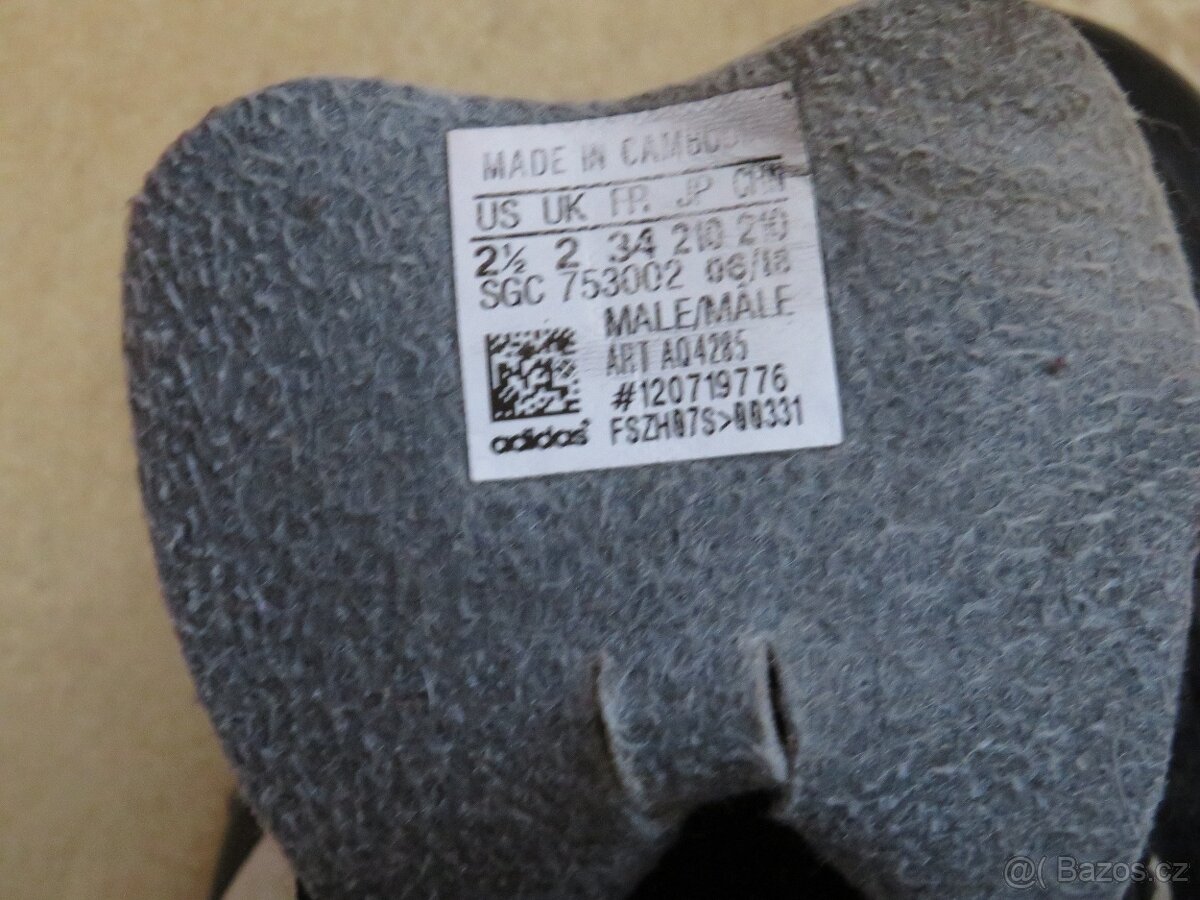 MADE IN
US UK FR. JP CHN
2½ 2 34 210 210
SGC 753002 06/18
MALE/MÂLE
ART AQ4285
#120719776
adidas FSZH07S>00331
@( Bazos.cz